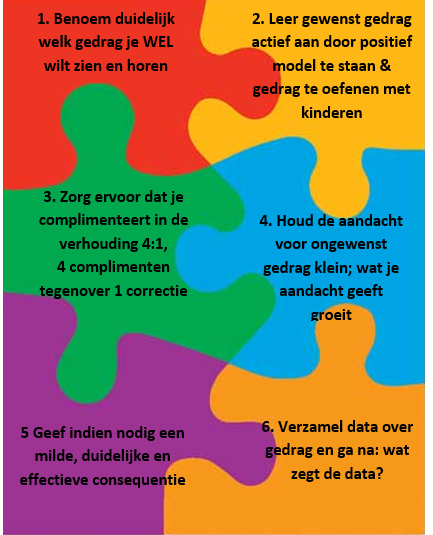 1. Benoem duidelijk
welk gedrag je WEL
wilt zien en horen
2. Leer gewenst gedrag
actief aan door positief
model te staan &
gedrag te oefenen met
kinderen
3. Zorg ervoor dat je
complimenteert in de
verhouding 4:1,
4 complimenten
tegenover 1 correctie
4. Houd de aandacht
voor ongewenst
gedrag klein; wat je
aandacht geeft
groeit
5 Geef indien nodig een
milde, duidelijke en
effectieve consequentie
6. Verzamel data over
gedrag en ga na: wat
zegt de data?